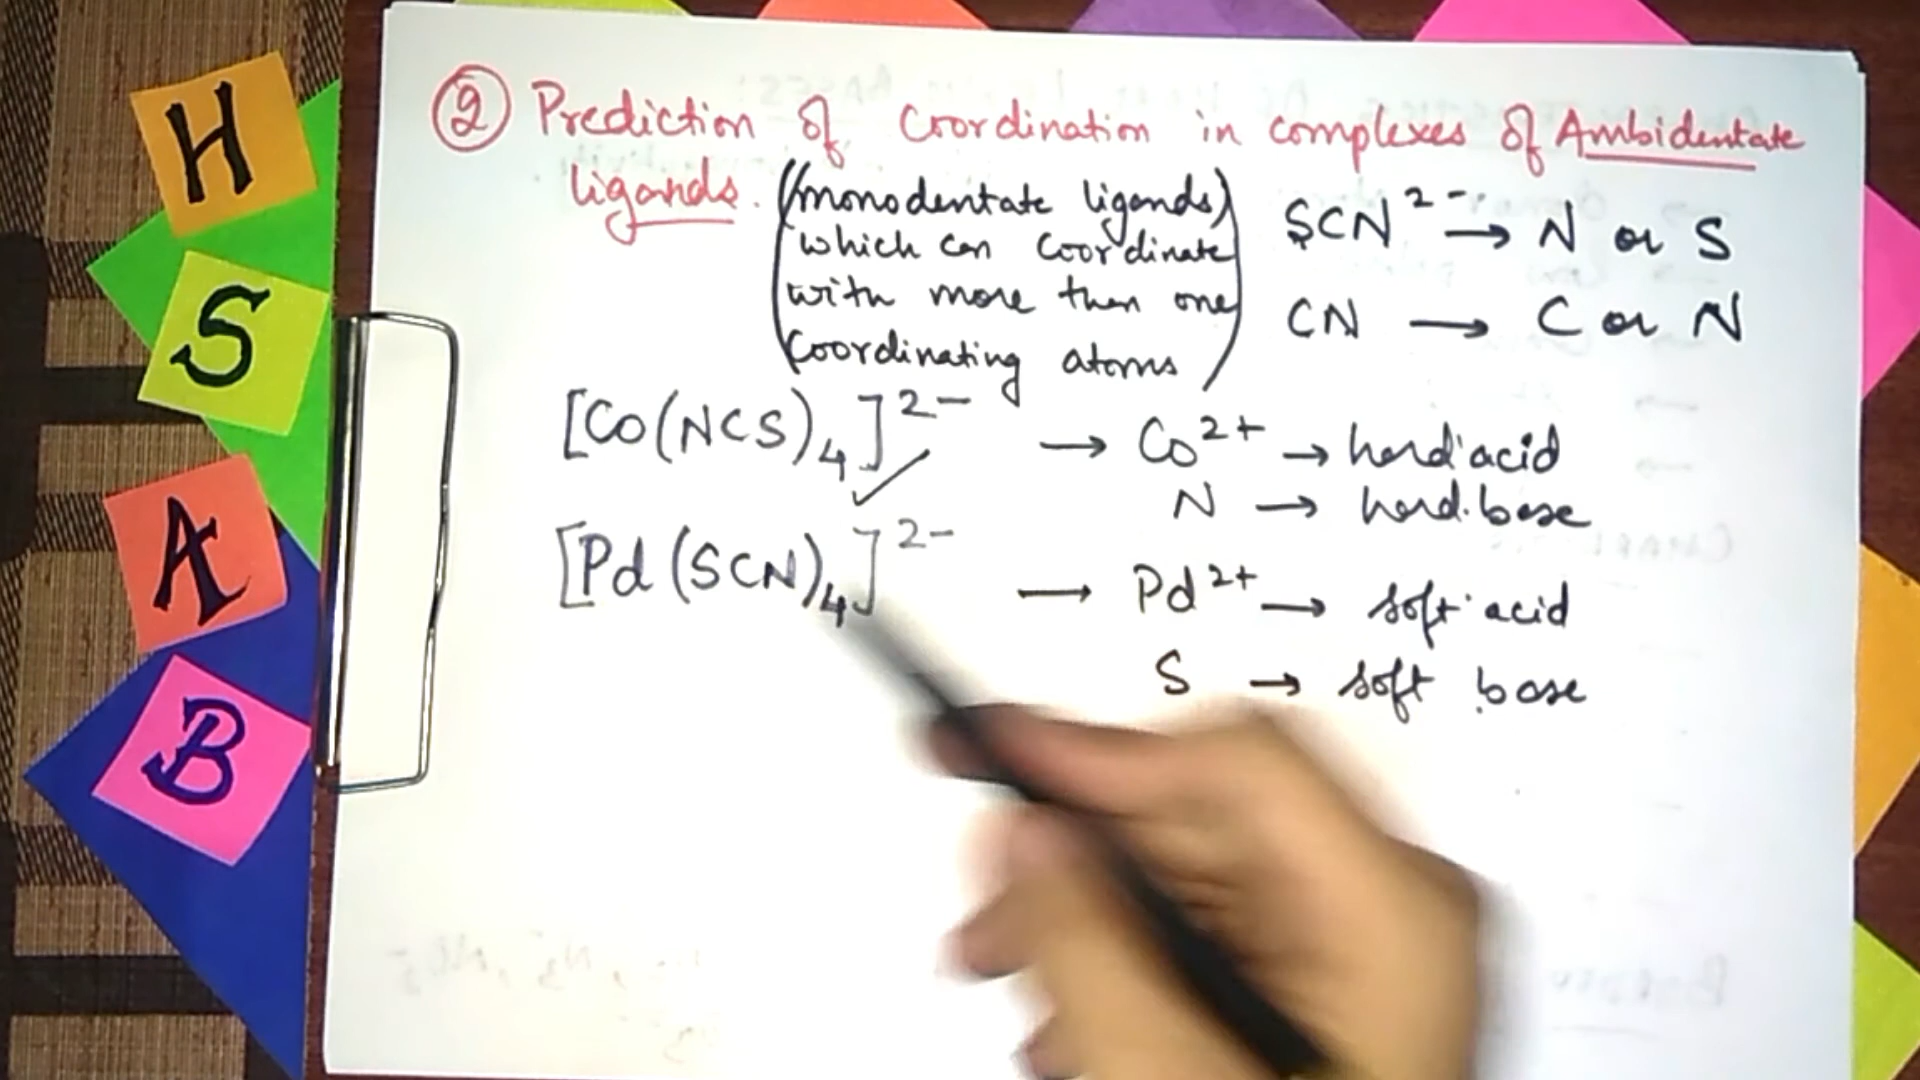 H
S
A
B
② Prediction of Coordination in complexes of Ambidentate
ligands. (monodentate ligands)
which can coordinate
with more than one
coordinating atoms
SCN²⁻ → N or S
CN → C or N
[Co(NCS)₄]²⁻ → Co²⁺ → hard acid
N → hard base
[Pd(SCN)₄]²⁻ → Pd²⁺ → soft acid
S → soft base